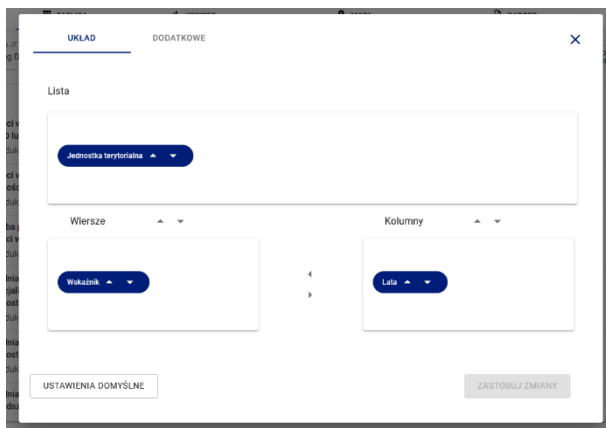 UKŁAD
DODATKOWE
Lista
Jednostka terytorialna
Wiersze
Kolumny
Wskaźnik
Lata
USTAWIENIA DOMYŚLNE
ZASTOSUJ ZMIANY